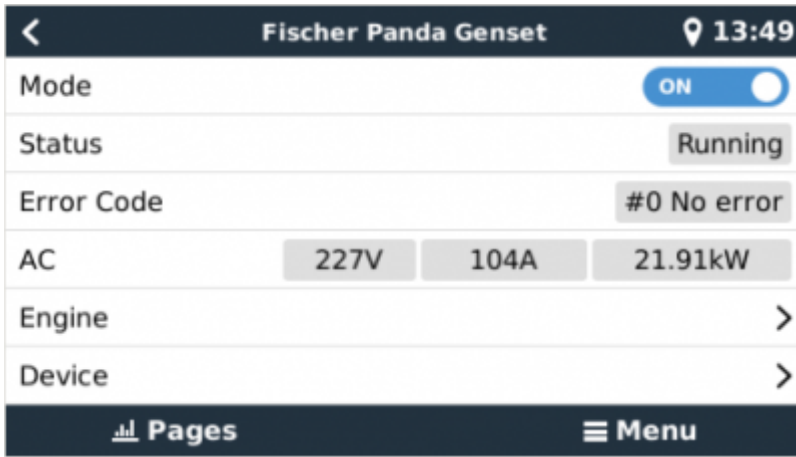 Fischer Panda Genset 13:49
Mode ON
Status Running
Error Code #0 No error
AC 227V 104A 21.91kW
Engine
Device
Pages Menu